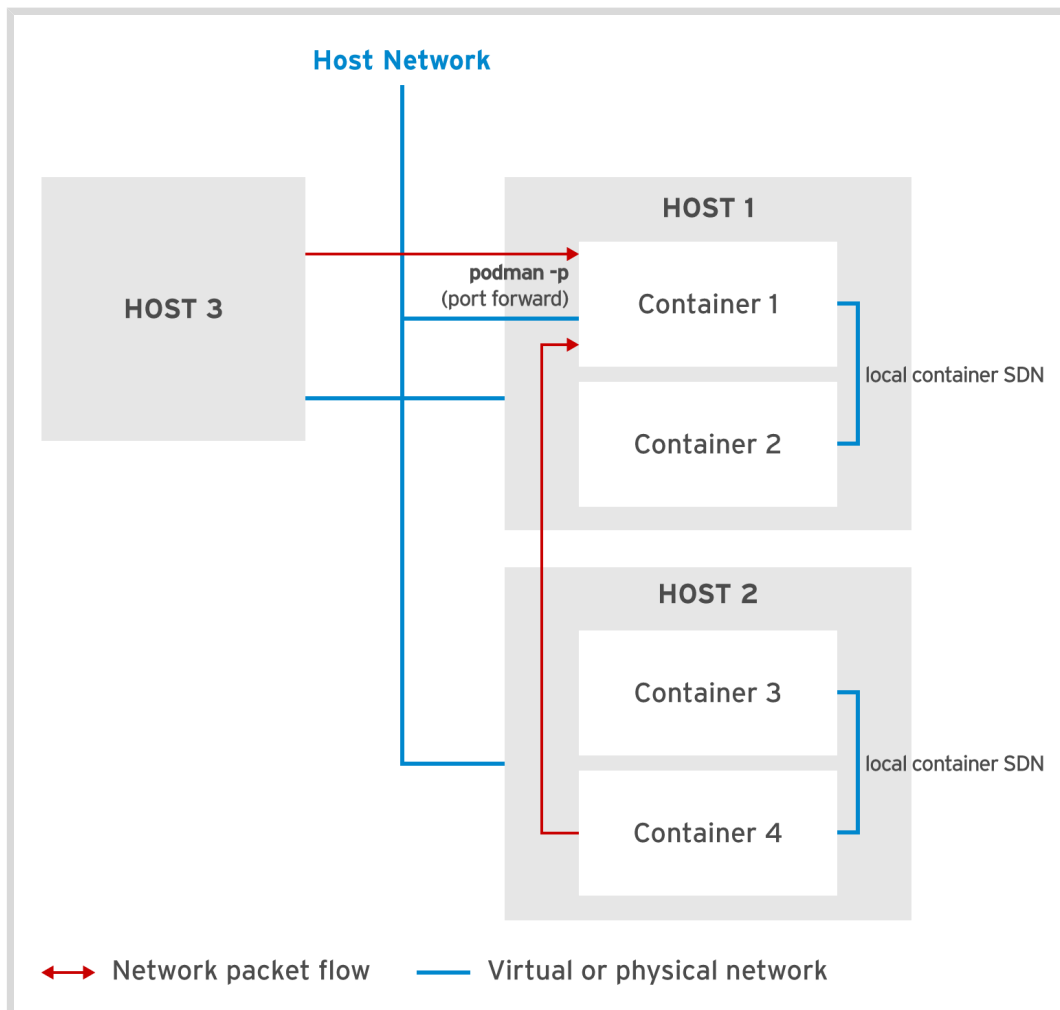 Host Network
HOST 3
HOST 1
podman -p
(port forward)
Container 1
local container SDN
Container 2
HOST 2
Container 3
local container SDN
Container 4
Network packet flow
Virtual or physical network